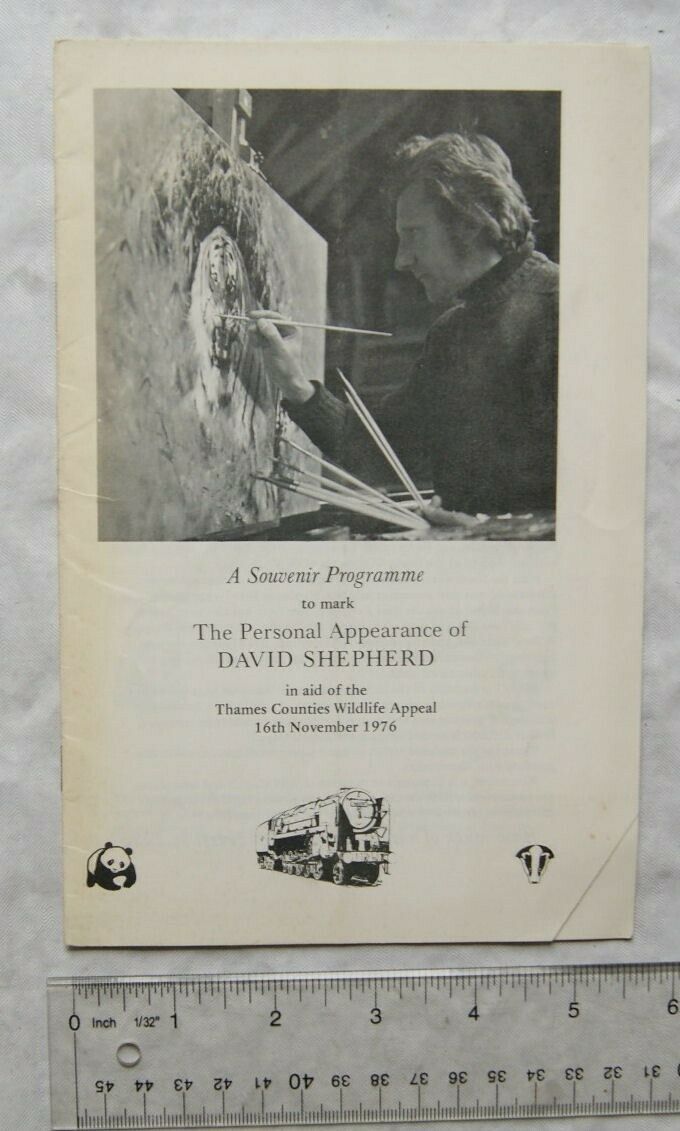 A Souvenir Programme
to mark
The Personal Appearance of
DAVID SHEPHERD
in aid of the
Thames Counties Wildlife Appeal
16th November 1976
0 Inch 1/32" 1 2 3 4 5 6
45 44 43 42 41 40 39 38 37 36 35 34 33 32 31